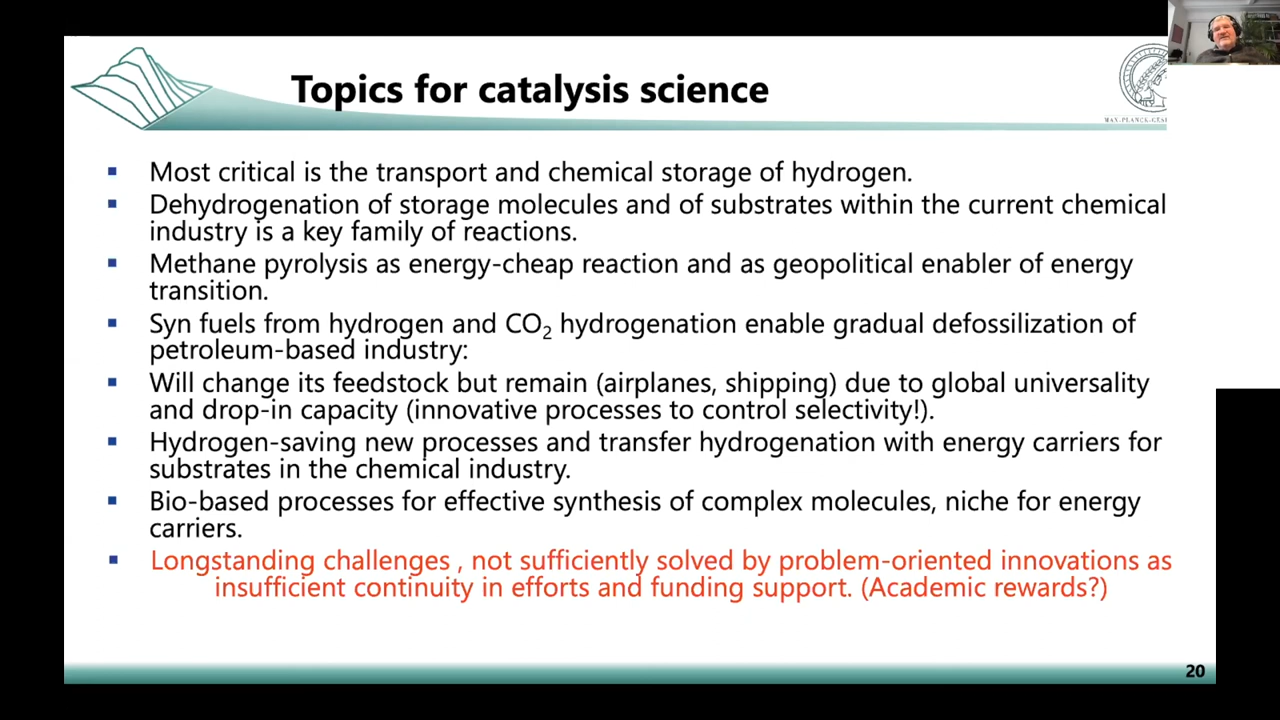 Topics for catalysis science
Most critical is the transport and chemical storage of hydrogen.
Dehydrogenation of storage molecules and of substrates within the current chemical
industry is a key family of reactions.
Methane pyrolysis as energy-cheap reaction and as geopolitical enabler of energy
transition.
Syn fuels from hydrogen and CO₂ hydrogenation enable gradual defossilization of
petroleum-based industry:
Will change its feedstock but remain (airplanes, shipping) due to global universality
and drop-in capacity (innovative processes to control selectivity!).
Hydrogen-saving new processes and transfer hydrogenation with energy carriers for
substrates in the chemical industry.
Bio-based processes for effective synthesis of complex molecules, niche for energy
carriers.
Longstanding challenges , not sufficiently solved by problem-oriented innovations as
insufficient continuity in efforts and funding support. (Academic rewards?)
20